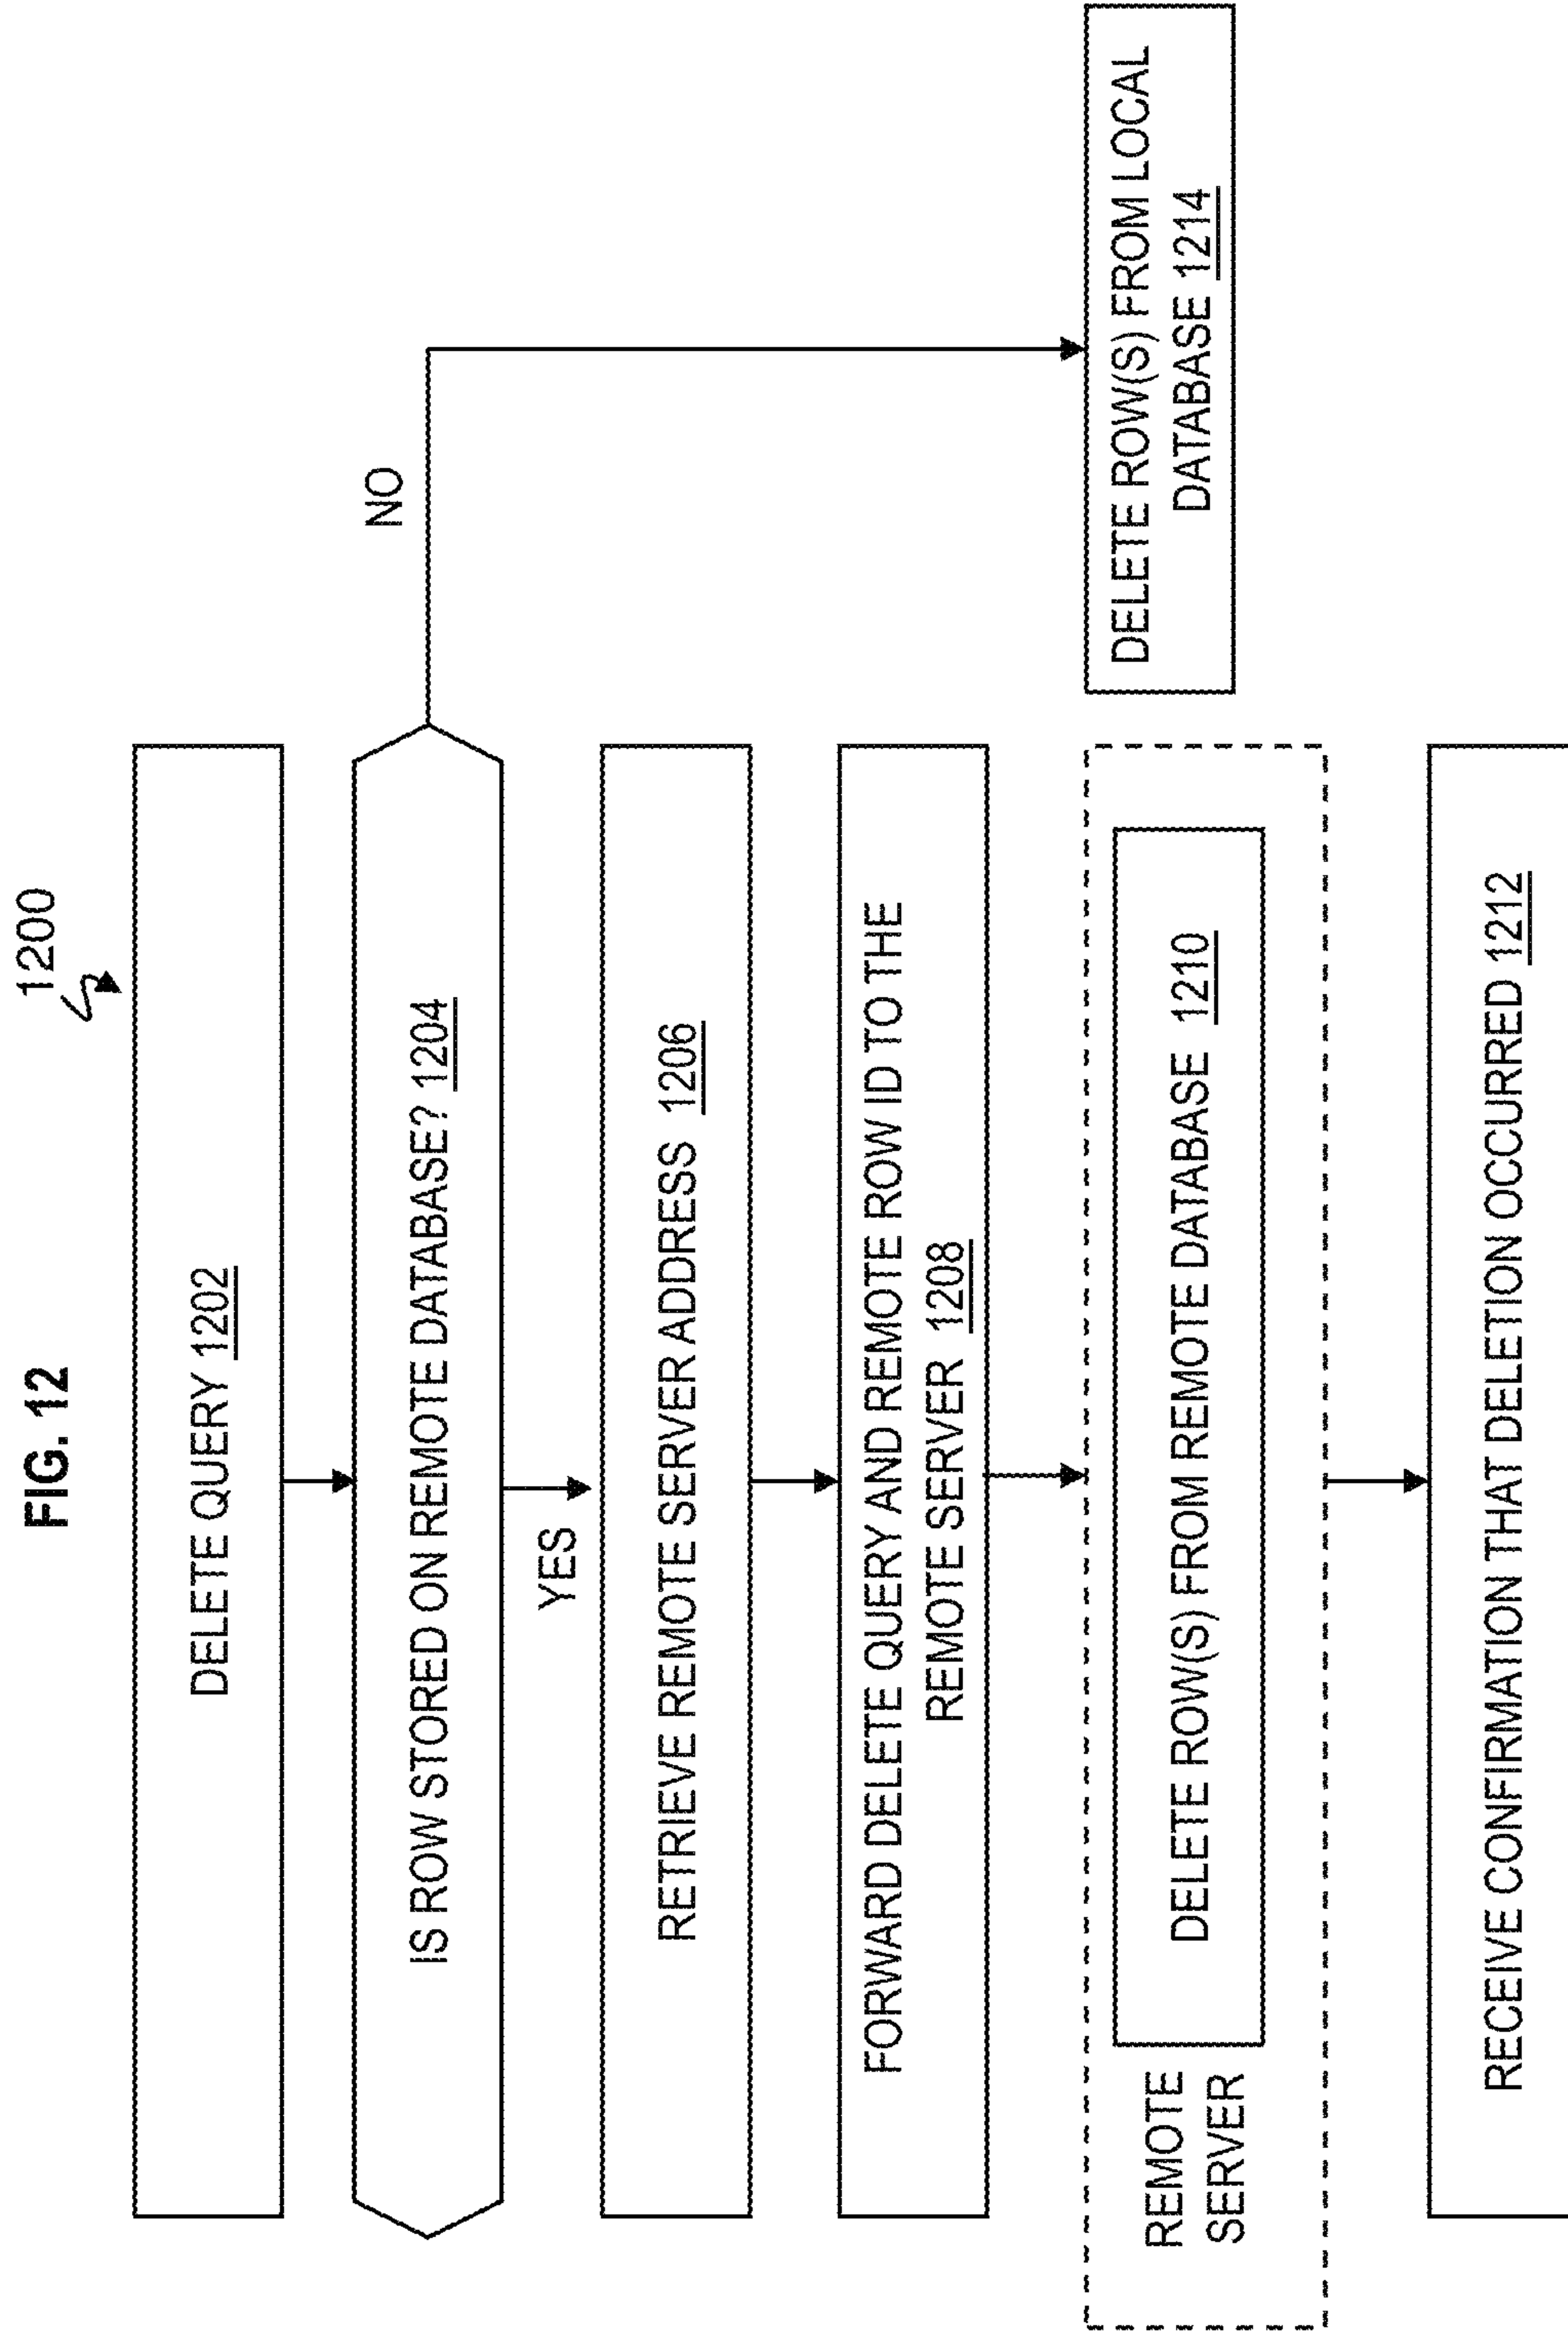 FIG. 12
1200
DELETE QUERY 1202
IS ROW STORED ON REMOTE DATABASE? 1204
NO
YES
RETRIEVE REMOTE SERVER ADDRESS 1206
FORWARD DELETE QUERY AND REMOTE ROW ID TO THE
REMOTE SERVER 1208
REMOTE
SERVER
DELETE ROW(S) FROM REMOTE DATABASE 1210
DELETE ROW(S) FROM LOCAL
DATABASE 1214
RECEIVE CONFIRMATION THAT DELETION OCCURRED 1212